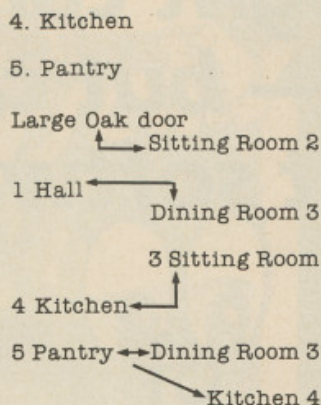 4. Kitchen
5. Pantry
Large Oak door
Sitting Room 2
1 Hall
Dining Room 3
3 Sitting Room
4 Kitchen
5 Pantry Dining Room 3
Kitchen 4